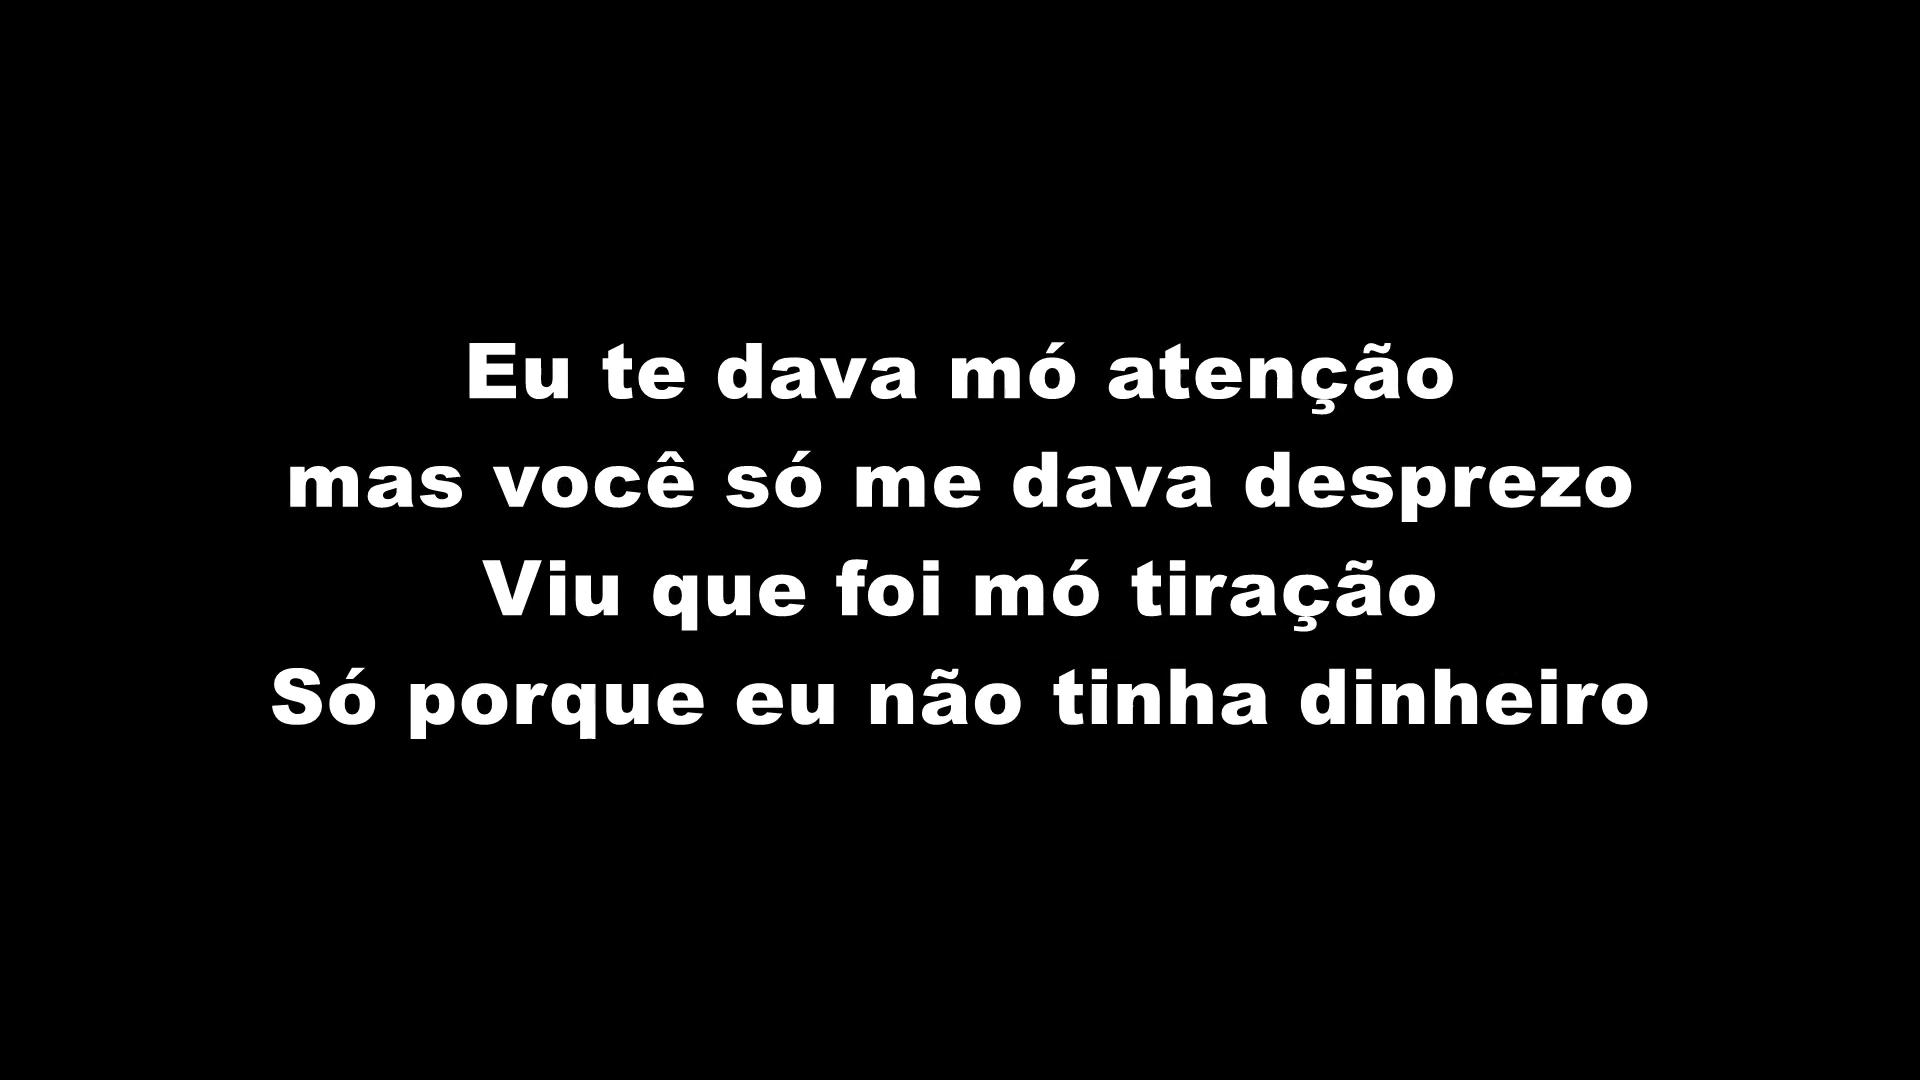 Eu te dava mó atenção
mas você só me dava desprezo
Viu que foi mó tiração
Só porque eu não tinha dinheiro